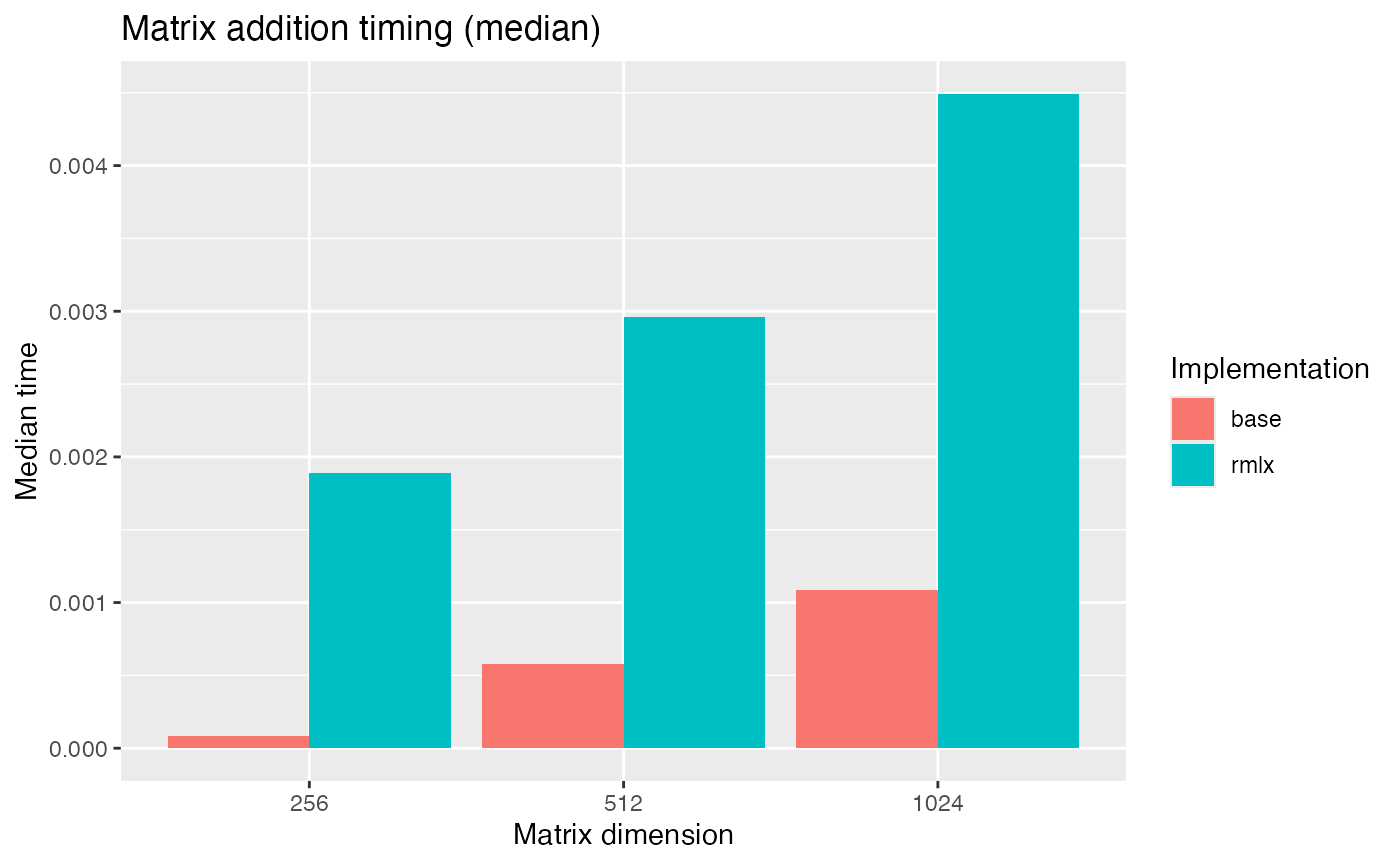 Matrix addition timing (median)
Median time
0.004
0.003
0.002
0.001
0.000
256 512 1024
Matrix dimension
Implementation
base
rmlx